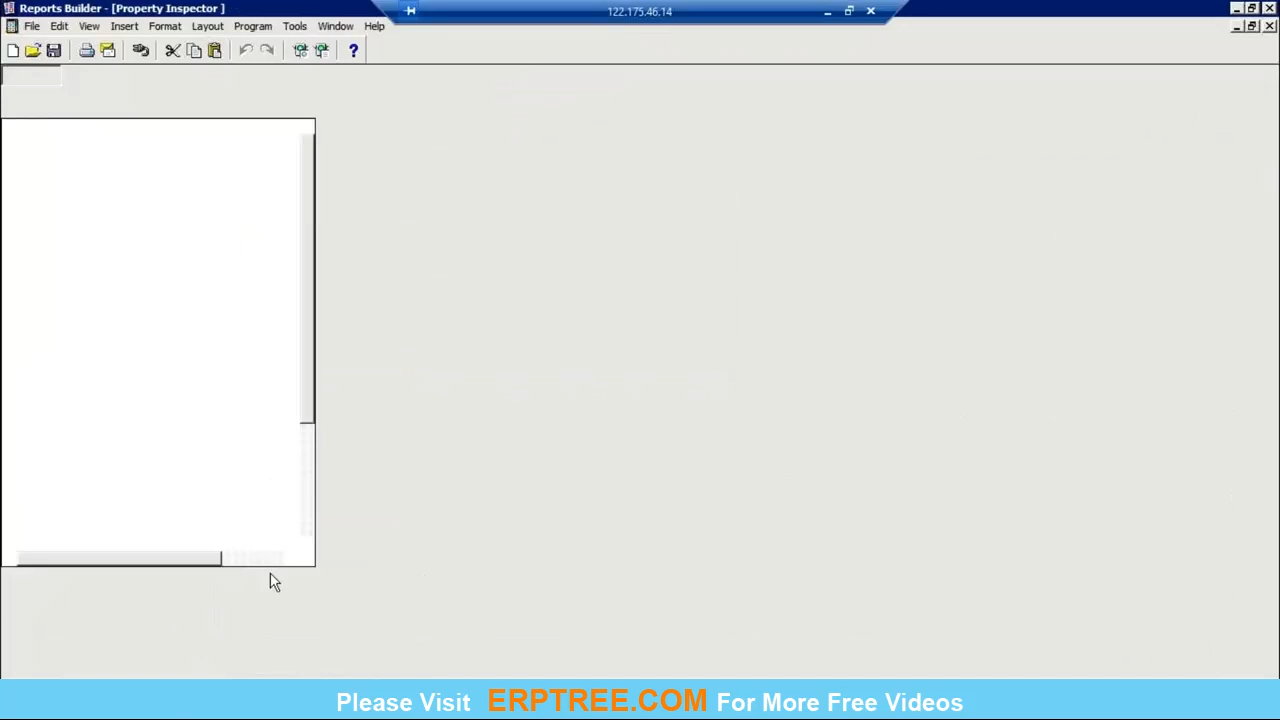 Reports Builder - [Property Inspector ]
122.175.46.14
File Edit View Insert Format Layout Program Tools Window Help
Please Visit ERPTREE.COM For More Free Videos